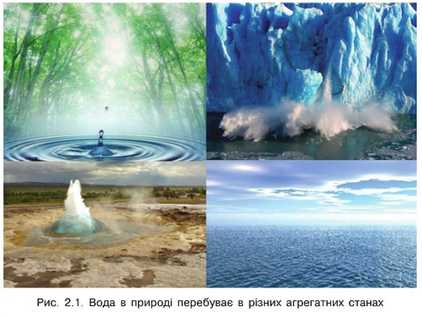 Рис. 2.1. Вода в природі перебуває в різних агрегатних станах